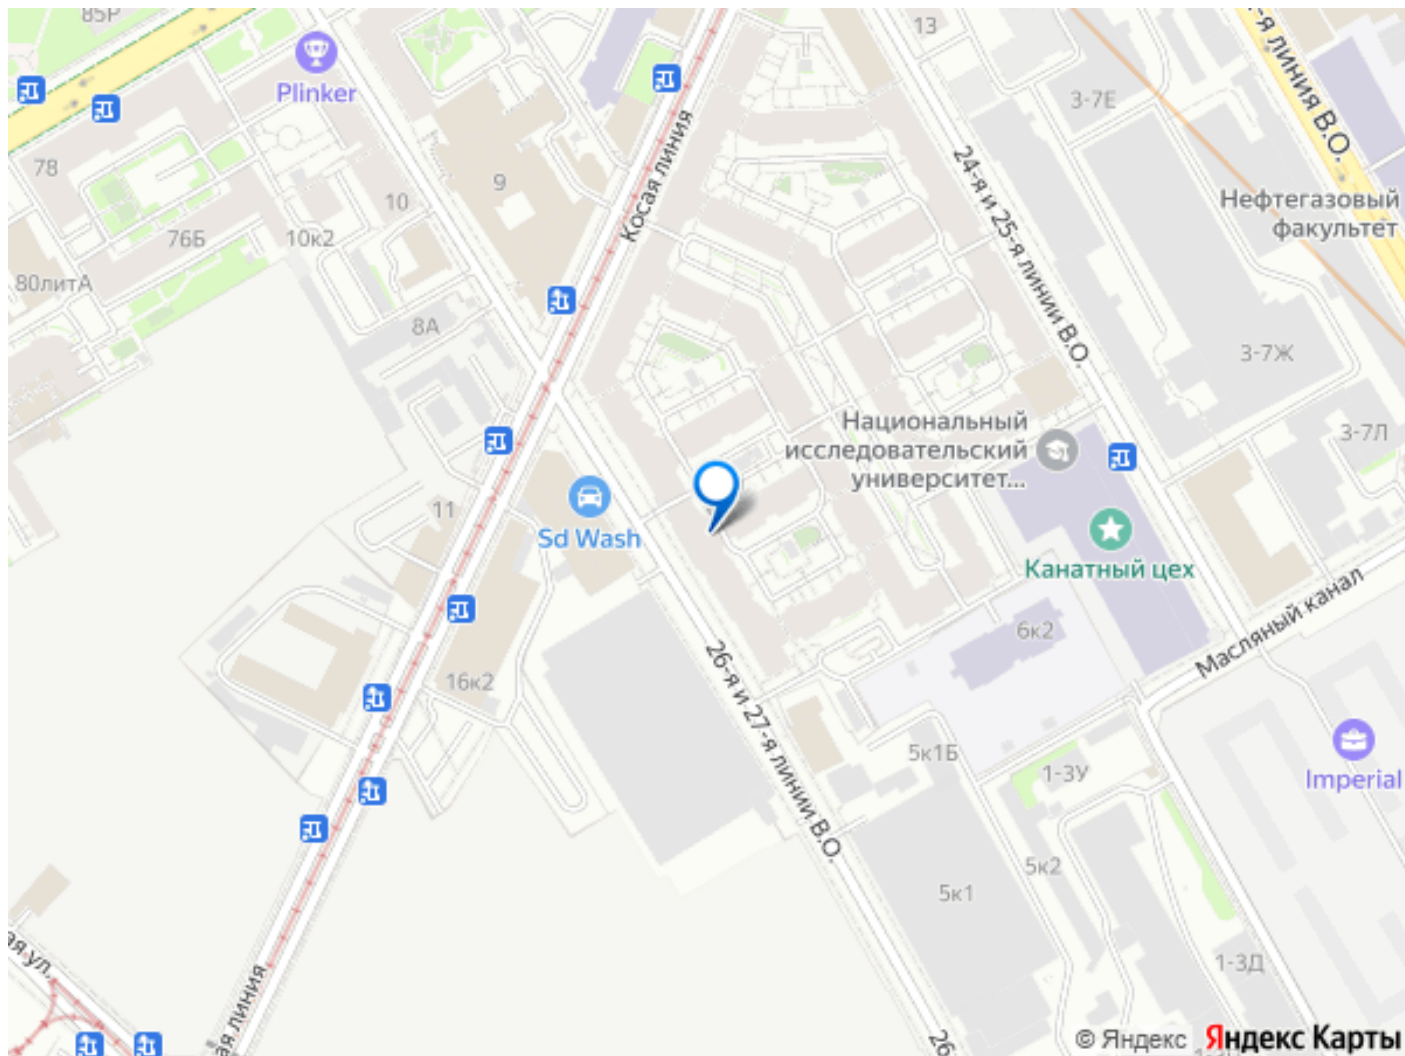 85Р
Plinker
78
76Б
10к2
10
9
80литА
8А
Косая линия
13
3-7Е
24-я и 25-я линии В.О.
-я линия В.О.
Нефтегазовый
факультет
3-7Ж
3-7Л
Национальный
исследовательский
университет...
Канатный цех
11
Sd Wash
16к2
26-я и 27-я линии В.О.
6к2
Масляный канал
5к1Б
1-3У
Imperial
5к2
5к1
1-3Д
ая ул.
ая линия
26-
© Яндекс Яндекс Карты